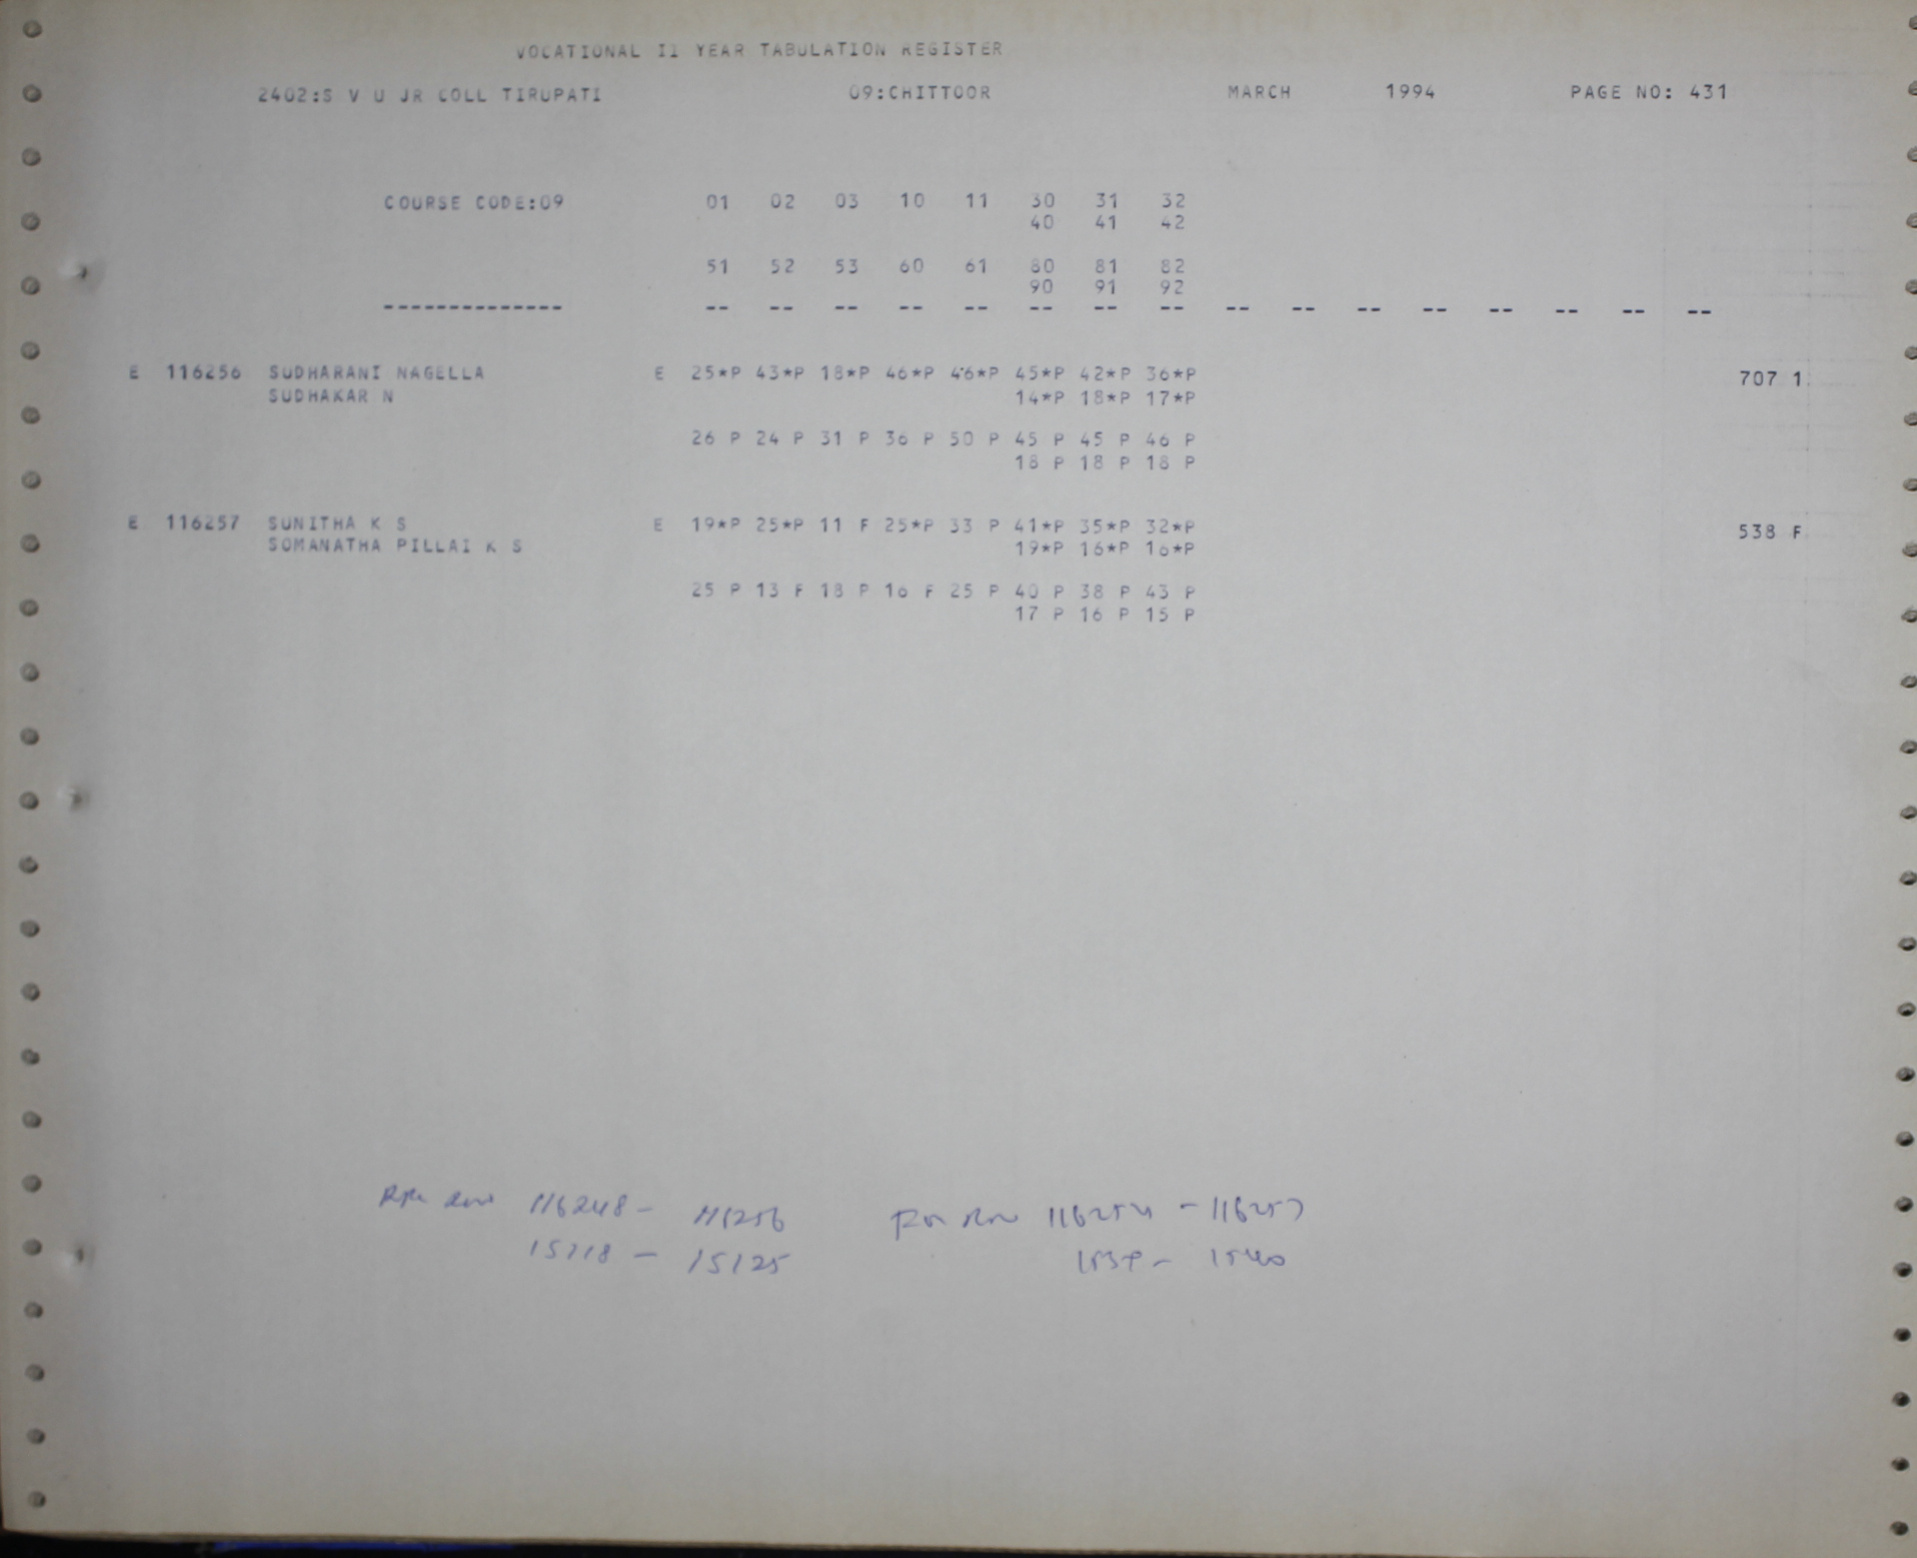 VOCATIONAL II YEAR TABULATION REGISTER
2402:S V U JR COLL TIRUPATI 09:CHITTOOR MARCH 1994 PAGE NO: 431
COURSE CODE:09 01 02 03 10 11 30 31 32
40 41 42
51 52 53 60 61 80 81 82
90 91 92
-------------- -- -- -- -- -- -- -- -- -- -- -- -- -- -- -- --
E 116256 SUDHARANI NAGELLA E 25*P 43*P 18*P 46*P 46*P 45*P 42*P 36*P 707 1
SUDHAKAR N 14*P 18*P 17*P
26 P 24 P 31 P 36 P 50 P 45 P 45 P 46 P
18 P 18 P 18 P
E 116257 SUNITHA K S E 19*P 25*P 11 F 25*P 33 P 41*P 35*P 32*P 538 F
SOMANATHA PILLAI K S 19*P 16*P 16*P
25 P 13 F 18 P 16 F 25 P 40 P 38 P 43 P
17 P 16 P 15 P
116248 - 116256 116254 - 116257
15118 - 15125 1540